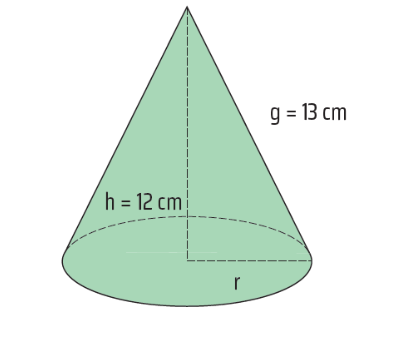 g = 13 cm
h = 12 cm
r